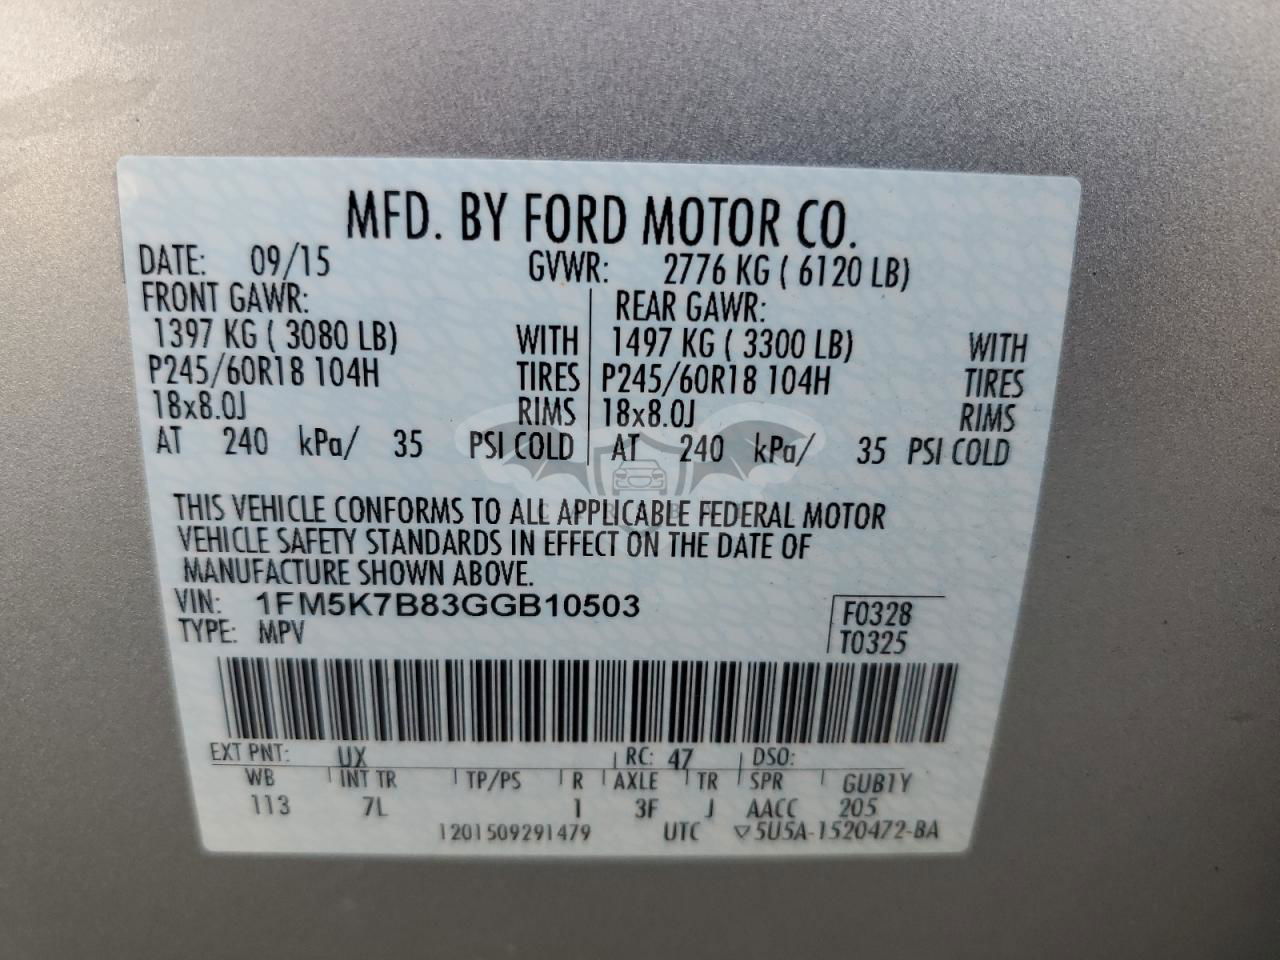 MFD. BY FORD MOTOR CO.
DATE: 09/15 GVWR: 2776 KG ( 6120 LB)
FRONT GAWR: REAR GAWR:
1397 KG ( 3080 LB) WITH 1497 KG ( 3300 LB) WITH
P245/60R18 104H TIRES P245/60R18 104H TIRES
18x8.0J RIMS 18x8.0J RIMS
AT 240 kPa/ 35 PSI COLD AT 240 kPa/ 35 PSI COLD
THIS VEHICLE CONFORMS TO ALL APPLICABLE FEDERAL MOTOR
VEHICLE SAFETY STANDARDS IN EFFECT ON THE DATE OF
MANUFACTURE SHOWN ABOVE.
VIN: 1FM5K7B83GGB10503 F0328
TYPE: MPV T0325
EXT PNT: UX RC: 47 DSO:
WB INT TR TP/PS R AXLE TR SPR GUB1Y
113 7L 1 3F J AACC 205
1201509291479 UTC ▽5U5A-1520472-BA